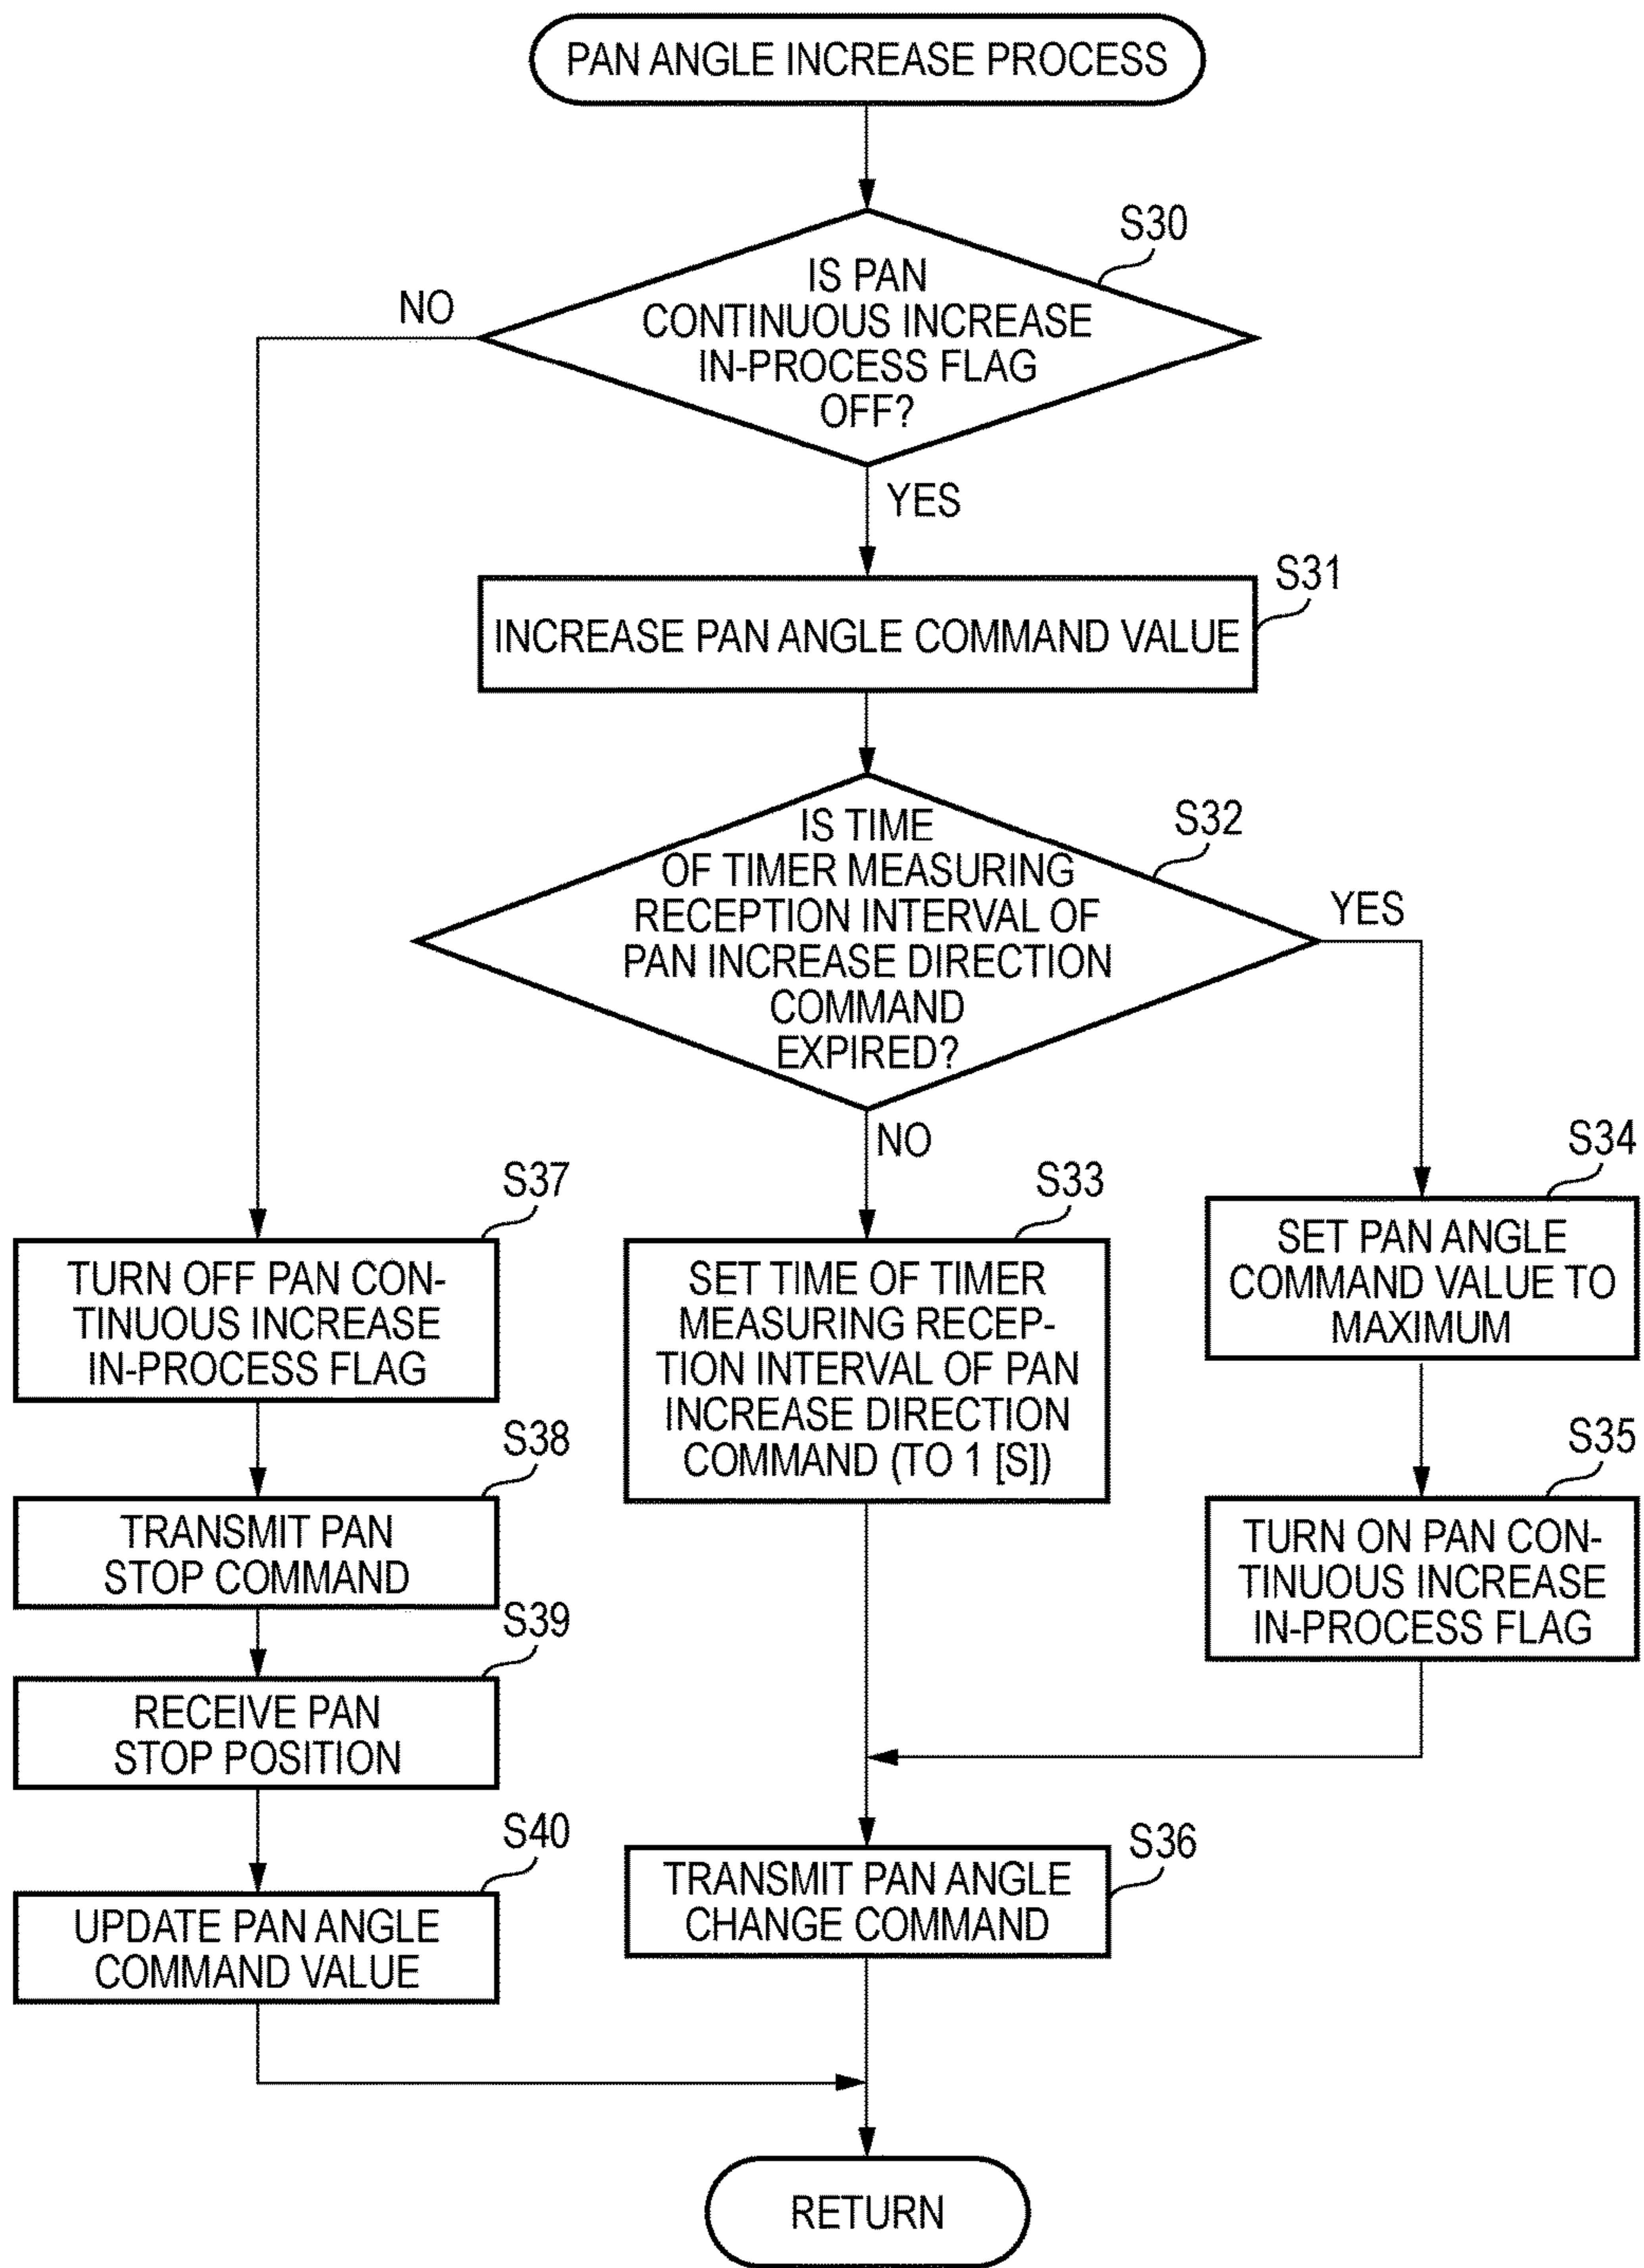 PAN ANGLE INCREASE PROCESS
S30
IS PAN
CONTINUOUS INCREASE
IN-PROCESS FLAG
OFF?
NO
YES
S31
INCREASE PAN ANGLE COMMAND VALUE
S32
IS TIME
OF TIMER MEASURING
RECEPTION INTERVAL OF
PAN INCREASE DIRECTION
COMMAND
EXPIRED?
YES
NO
S37
TURN OFF PAN CON-
TINUOUS INCREASE
IN-PROCESS FLAG
S38
TRANSMIT PAN
STOP COMMAND
S39
RECEIVE PAN
STOP POSITION
S40
UPDATE PAN ANGLE
COMMAND VALUE
S33
SET TIME OF TIMER
MEASURING RECEP-
TION INTERVAL OF PAN
INCREASE DIRECTION
COMMAND (TO 1 [S])
S34
SET PAN ANGLE
COMMAND VALUE TO
MAXIMUM
S35
TURN ON PAN CON-
TINUOUS INCREASE
IN-PROCESS FLAG
S36
TRANSMIT PAN ANGLE
CHANGE COMMAND
RETURN